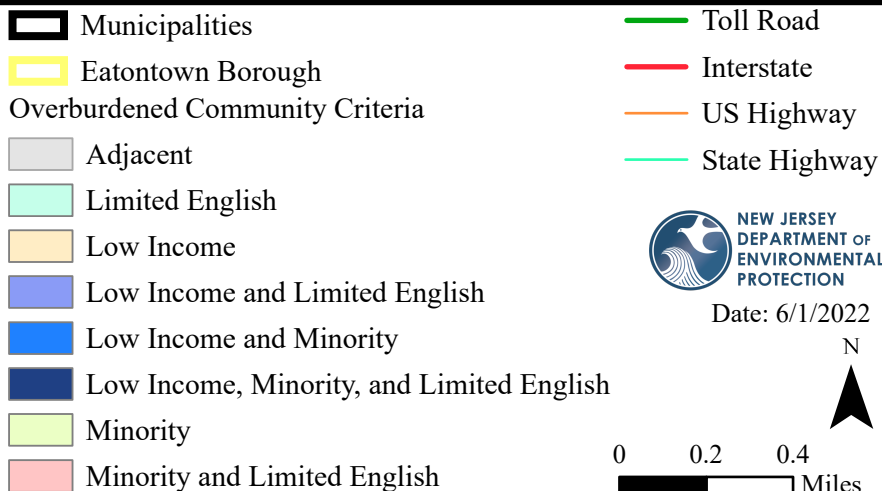 Municipalities
Eatontown Borough
Overburdened Community Criteria
Adjacent
Limited English
Low Income
Low Income and Limited English
Low Income and Minority
Low Income, Minority, and Limited English
Minority
Minority and Limited English
Toll Road
Interstate
US Highway
State Highway
NEW JERSEY
DEPARTMENT OF
ENVIRONMENTAL
PROTECTION
Date: 6/1/2022
N
0 0.2 0.4
Miles